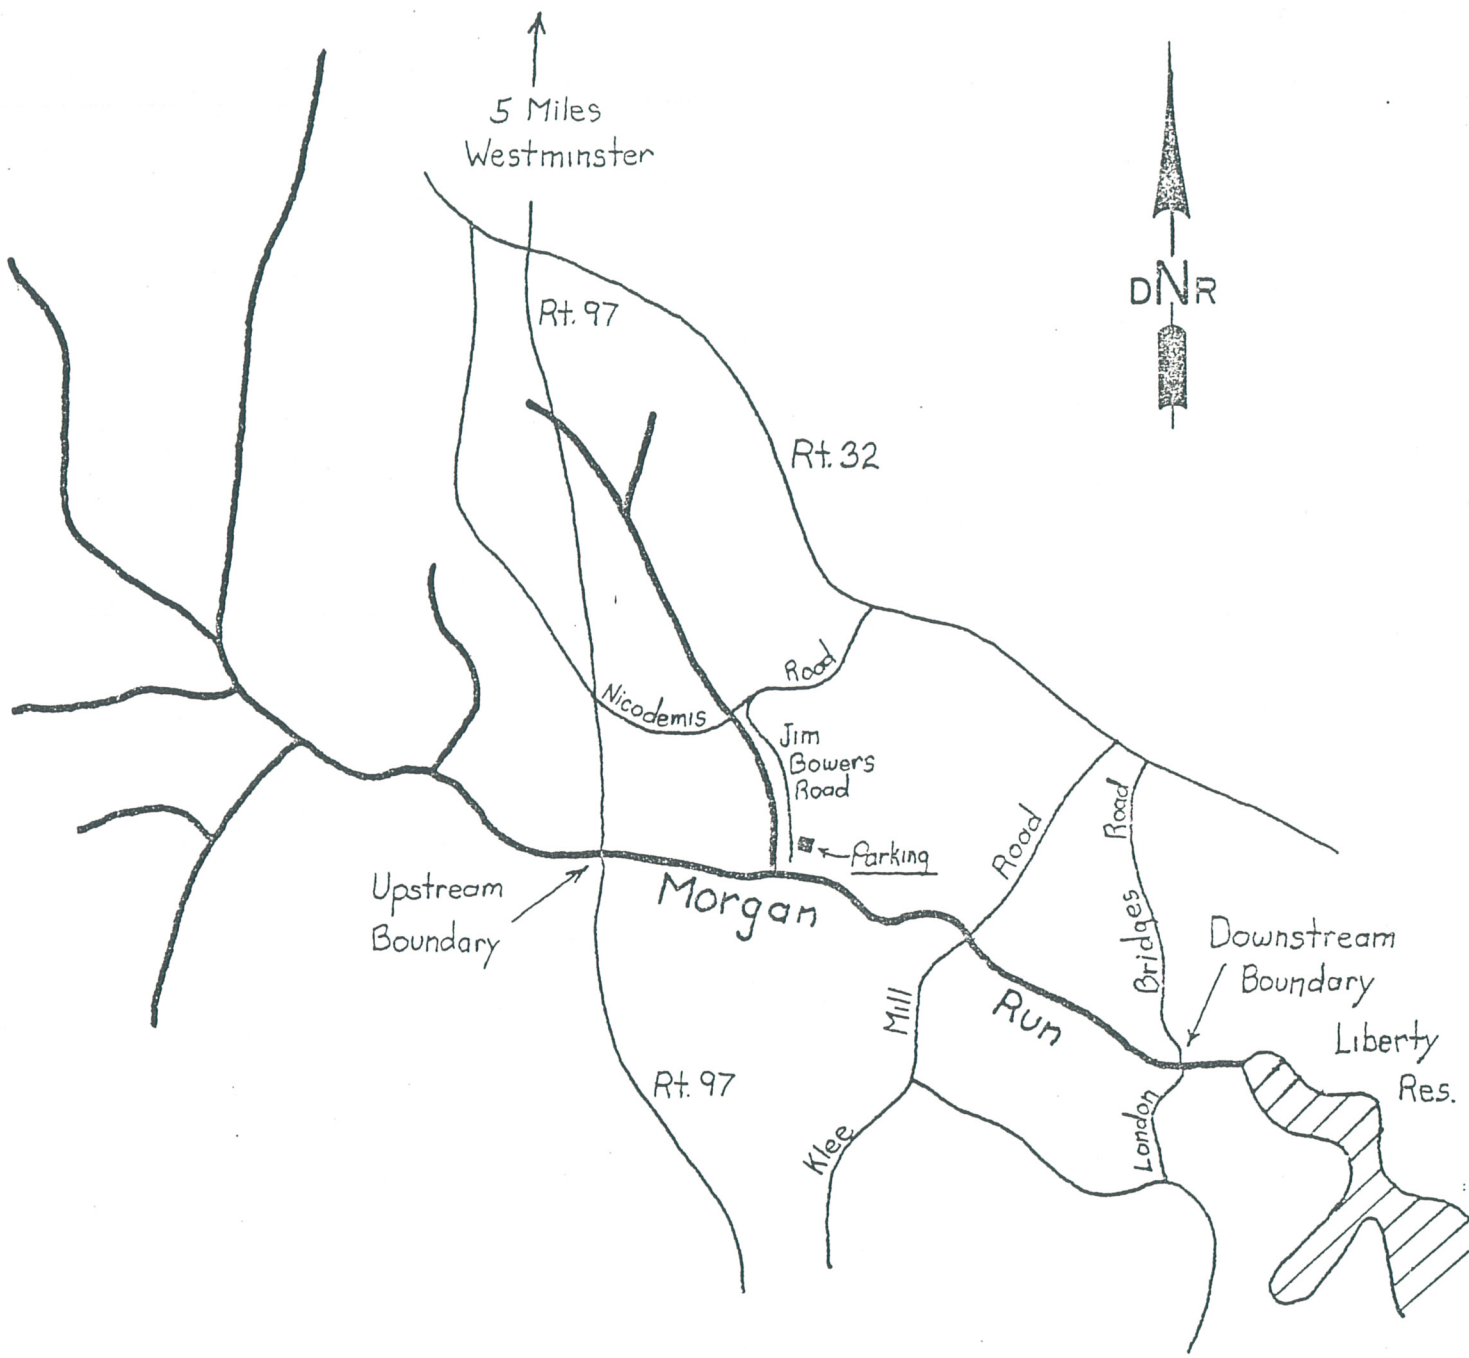 5 Miles
Westminster
DNR
Rt. 97
Rt. 32
Nicodemis Road
Jim
Bowers
Road
Parking
Upstream
Boundary
Morgan Run
Klee Mill Road
London Bridges Road
Downstream
Boundary
Liberty
Res.
Rt. 97